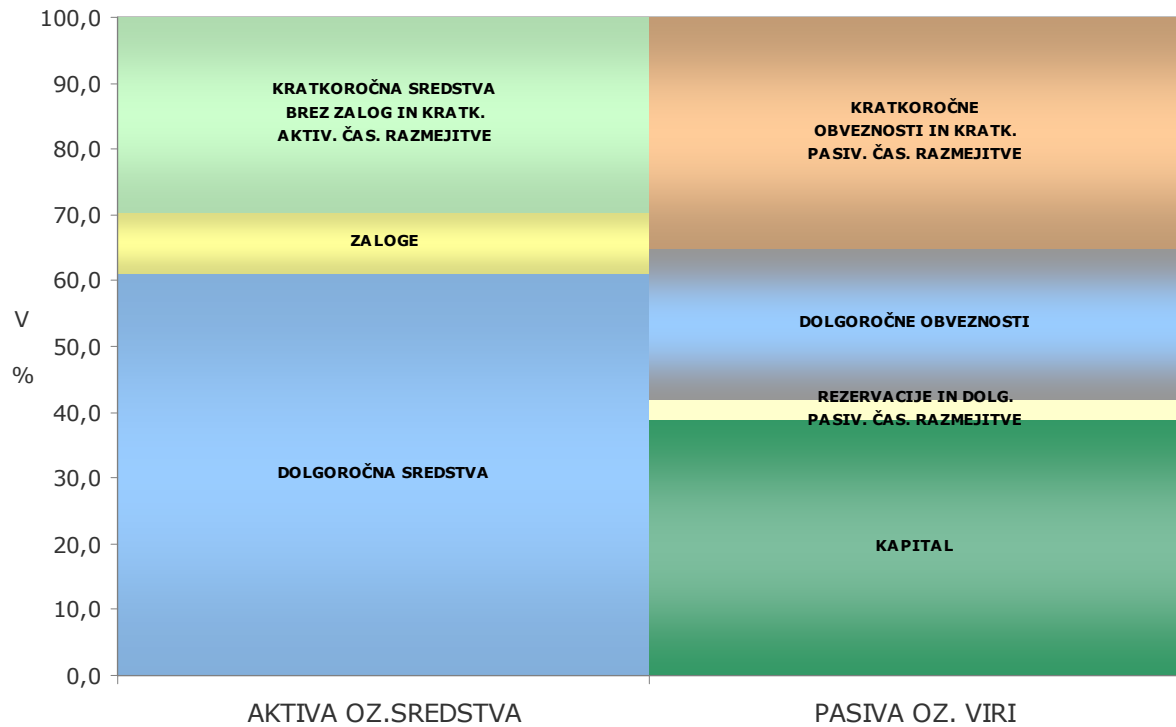 100,0
90,0
80,0
70,0
60,0
50,0
40,0
30,0
20,0
10,0
0,0
V
%
KRATKOROČNA SREDSTVA
BREZ ZALOG IN KRATK.
AKTIV. ČAS. RAZMEJITVE
ZALOGE
DOLGOROČNA SREDSTVA
KRATKOROČNE
OBVEZNOSTI IN KRATK.
PASIV. ČAS. RAZMEJITVE
DOLGOROČNE OBVEZNOSTI
REZERVACIJE IN DOLG.
PASIV. ČAS. RAZMEJITVE
KAPITAL
AKTIVA OZ.SREDSTVA
PASIVA OZ. VIRI